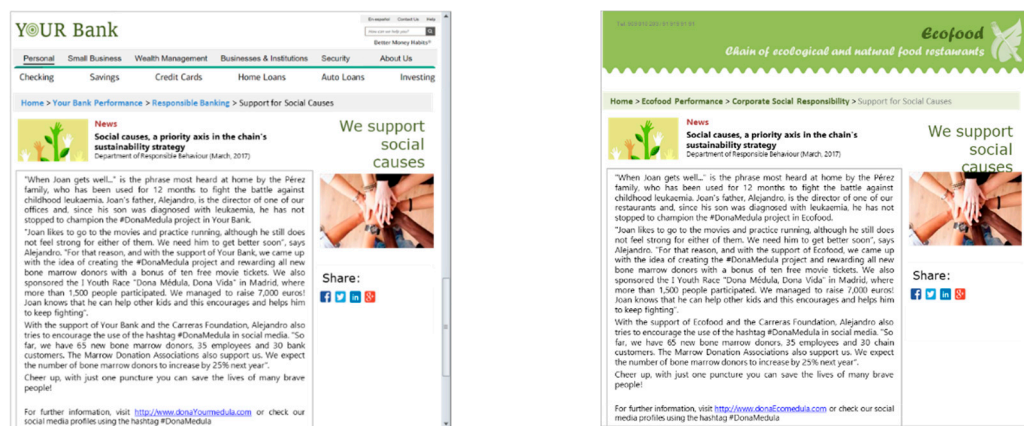 YOUR Bank
En español Contact Us Help
How can we help you?
Better Money Habits®
Personal Small Business Wealth Management Businesses & Institutions Security About Us
Checking Savings Credit Cards Home Loans Auto Loans Investing
Home > Your Bank Performance > Responsible Banking > Support for Social Causes
News
Social causes, a priority axis in the chain's
sustainability strategy
Department of Responsible Behaviour (March, 2017)
We support
social
causes
"When Joan gets well..." is the phrase most heard at home by the Pérez
family, who has been used for 12 months to fight the battle against
childhood leukaemia. Joan's father, Alejandro, is the director of one of our
offices and, since his son was diagnosed with leukaemia, he has not
stopped to champion the #DonaMedula project in Your Bank.
"Joan likes to go to the movies and practice running, although he still does
not feel strong for either of them. We need him to get better soon", says
Alejandro. "For that reason, and with the support of Your Bank, we came up
with the idea of creating the #DonaMedula project and rewarding all new
bone marrow donors with a bonus of ten free movie tickets. We also
sponsored the I Youth Race "Dona Médula, Dona Vida" in Madrid, where
more than 1,500 people participated. We managed to raise 7,000 euros!
Joan knows that he can help other kids and this encourages and helps him
to keep fighting".
With the support of Your Bank and the Carreras Foundation, Alejandro also
tries to encourage the use of the hashtag #DonaMedula in social media. "So
far, we have 65 new bone marrow donors, 35 employees and 30 bank
customers. The Marrow Donation Associations also support us. We expect
the number of bone marrow donors to increase by 25% next year".
Cheer up, with just one puncture you can save the lives of many brave
people!
For further information, visit http://www.donaYourmedula.com or check our
social media profiles using the hashtag #DonaMedula
Share:
f
in
g+
Ecofood
Chain of ecological and natural food restaurants
Home > Ecofood Performance > Corporate Social Responsibility > Support for Social Causes
News
Social causes, a priority axis in the chain's
sustainability strategy
Department of Responsible Behaviour (March, 2017)
We support
social
causes
"When Joan gets well..." is the phrase most heard at home by the Pérez
family, who has been used for 12 months to fight the battle against
childhood leukaemia. Joan's father, Alejandro, is the director of one of our
restaurants and, since his son was diagnosed with leukaemia, he has not
stopped to champion the #DonaMedula project in Ecofood.
"Joan likes to go to the movies and practice running, although he still does
not feel strong for either of them. We need him to get better soon", says
Alejandro. "For that reason, and with the support of Ecofood, we came up
with the idea of creating the #DonaMedula project and rewarding all new
bone marrow donors with a bonus of ten free movie tickets. We also
sponsored the I Youth Race "Dona Médula, Dona Vida" in Madrid, where
more than 1,500 people participated. We managed to raise 7,000 euros!
Joan knows that he can help other kids and this encourages and helps him
to keep fighting".
With the support of Ecofood and the Carreras Foundation, Alejandro also
tries to encourage the use of the hashtag #DonaMedula in social media. "So
far, we have 65 new bone marrow donors, 35 employees and 30 chain
customers. The Marrow Donation Associations also support us. We expect
the number of bone marrow donors to increase by 25% next year".
Cheer up, with just one puncture you can save the lives of many brave
people!
For further information, visit http://www.donaEcomedula.com or check our
social media profiles using the hashtag #DonaMedula
Share:
f
in
g+